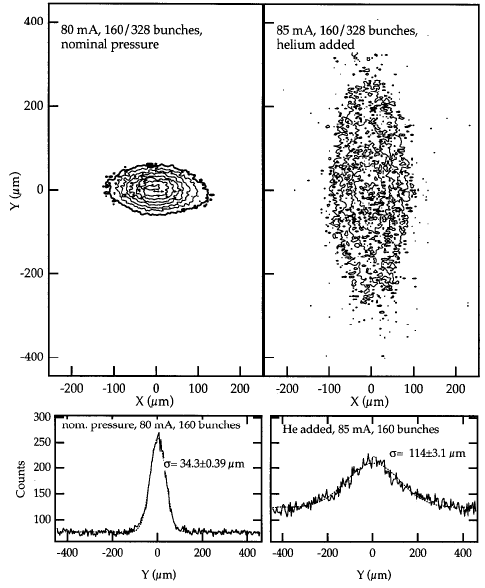 80 mA, 160/328 bunches,
nominal pressure
85 mA, 160/328 bunches,
helium added
400
200
0
-200
-400
Y (µm)
-200 -100 0 100 200
X (µm)
-200 -100 0 100 200
X (µm)
nom. pressure, 80 mA, 160 bunches
σ= 34.3±0.39 µm
300
250
200
150
100
Counts
-400 -200 0 200 400
Y (µm)
He added, 85 mA, 160 bunches
σ= 114±3.1 µm
-400 -200 0 200 400
Y (µm)